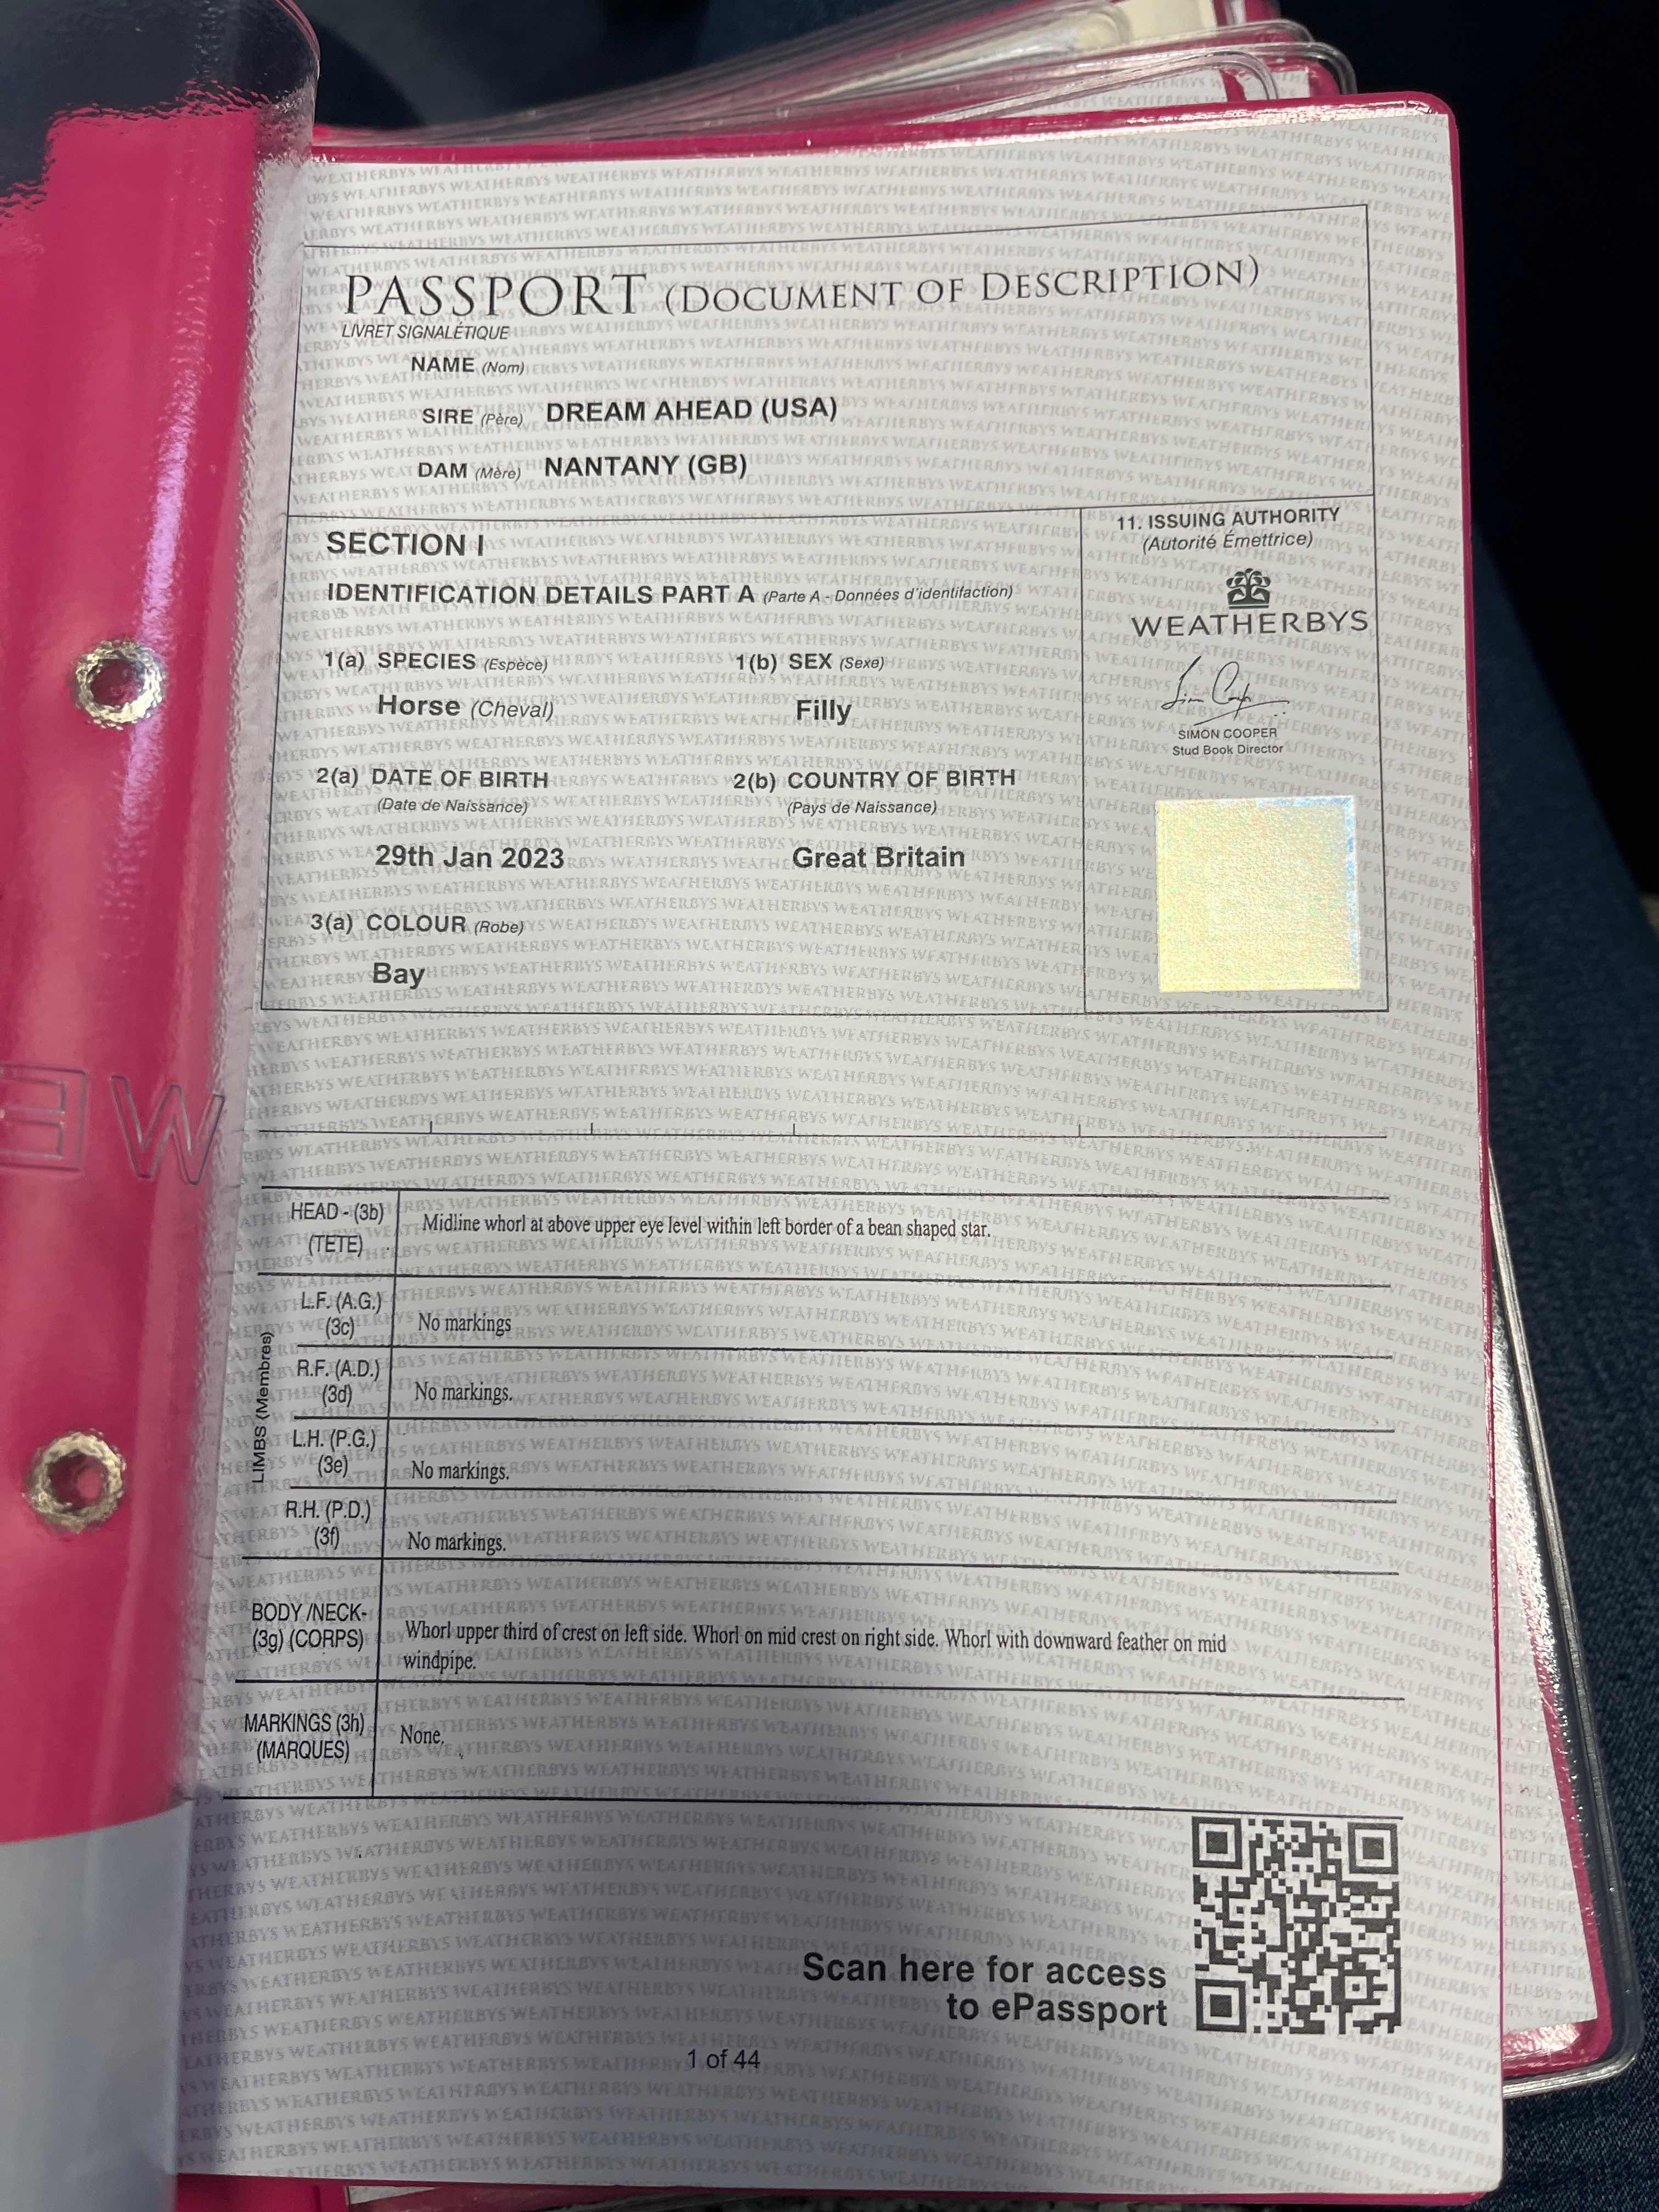 PASSPORT (DOCUMENT OF DESCRIPTION)
LIVRET SIGNALÉTIQUE
NAME (Nom)
SIRE (Père) DREAM AHEAD (USA)
DAM (Mère) NANTANY (GB)
SECTION I
IDENTIFICATION DETAILS PART A (Parte A - Données d'identifaction)
1(a) SPECIES (Espèce) 1(b) SEX (Sexe)
Horse (Cheval) Filly
2(a) DATE OF BIRTH 2(b) COUNTRY OF BIRTH
(Date de Naissance) (Pays de Naissance)
29th Jan 2023 Great Britain
3(a) COLOUR (Robe)
Bay
11. ISSUING AUTHORITY
(Autorité Émettrice)
WEATHERBYS
SIMON COOPER
Stud Book Director
HEAD - (3b)
(TETE)
Midline whorl at above upper eye level within left border of a bean shaped star.
LIMBS (Membres)
L.F. (A.G.)
(3c)
No markings
R.F. (A.D.)
(3d)
No markings.
L.H. (P.G.)
(3e)
No markings.
R.H. (P.D.)
(3f)
No markings.
BODY /NECK-
(3g) (CORPS)
Whorl upper third of crest on left side. Whorl on mid crest on right side. Whorl with downward feather on mid
windpipe.
MARKINGS (3h)
(MARQUES)
None.
Scan here for access
to ePassport
1 of 44
WE